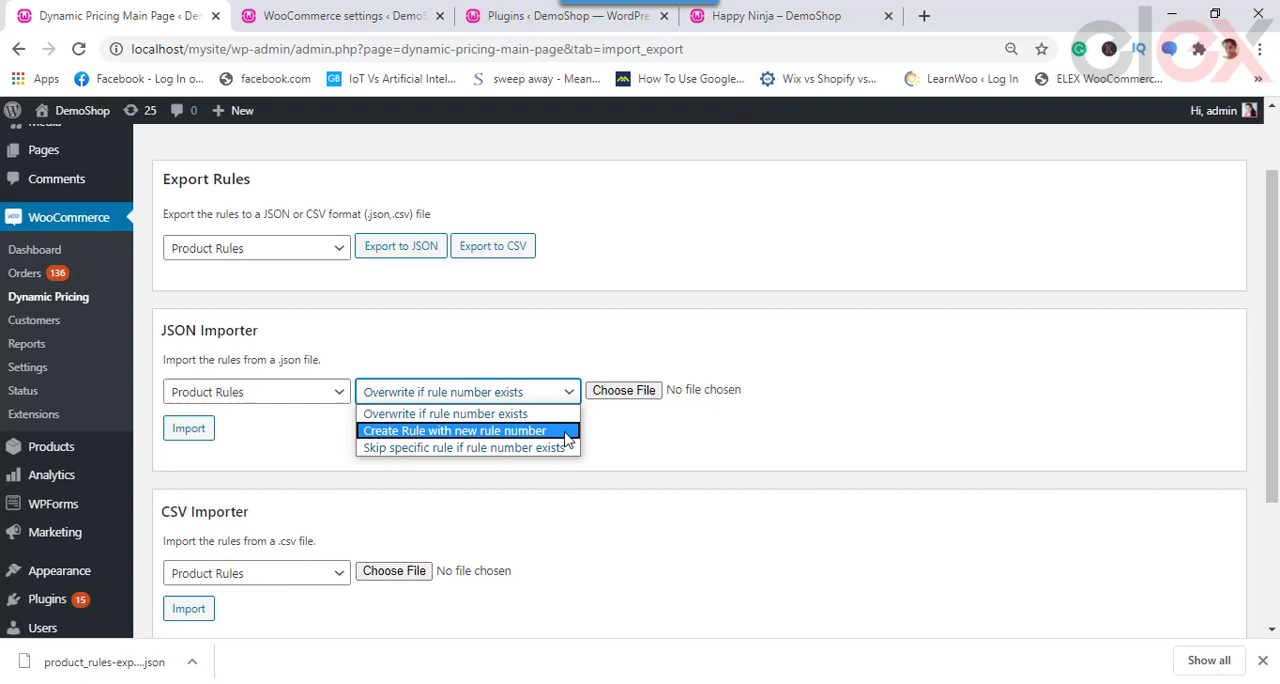 Dynamic Pricing Main Page ‹ Dem
WooCommerce settings ‹ DemoS
Plugins ‹ DemoShop — WordPre
Happy Ninja – DemoShop
localhost/mysite/wp-admin/admin.php?page=dynamic-pricing-main-page&tab=import_export
elex
Apps
Facebook - Log In o...
facebook.com
IoT Vs Artificial Intel...
sweep away - Mean...
How To Use Google...
Wix vs Shopify vs...
LearnWoo ‹ Log In
ELEX WooCommerc...
DemoShop
25
0
New
Hi, admin
Media
Pages
Comments
WooCommerce
Dashboard
Orders 136
Dynamic Pricing
Customers
Reports
Settings
Status
Extensions
Products
Analytics
WPForms
Marketing
Appearance
Plugins 15
Users
Export Rules
Export the rules to a JSON or CSV format (.json,.csv) file
Product Rules
Export to JSON
Export to CSV
JSON Importer
Import the rules from a .json file.
Product Rules
Overwrite if rule number exists
Choose File No file chosen
Overwrite if rule number exists
Create Rule with new rule number
Skip specific rule if rule number exists
Import
CSV Importer
Import the rules from a .csv file.
Product Rules
Choose File No file chosen
Import
product_rules-exp....json
Show all